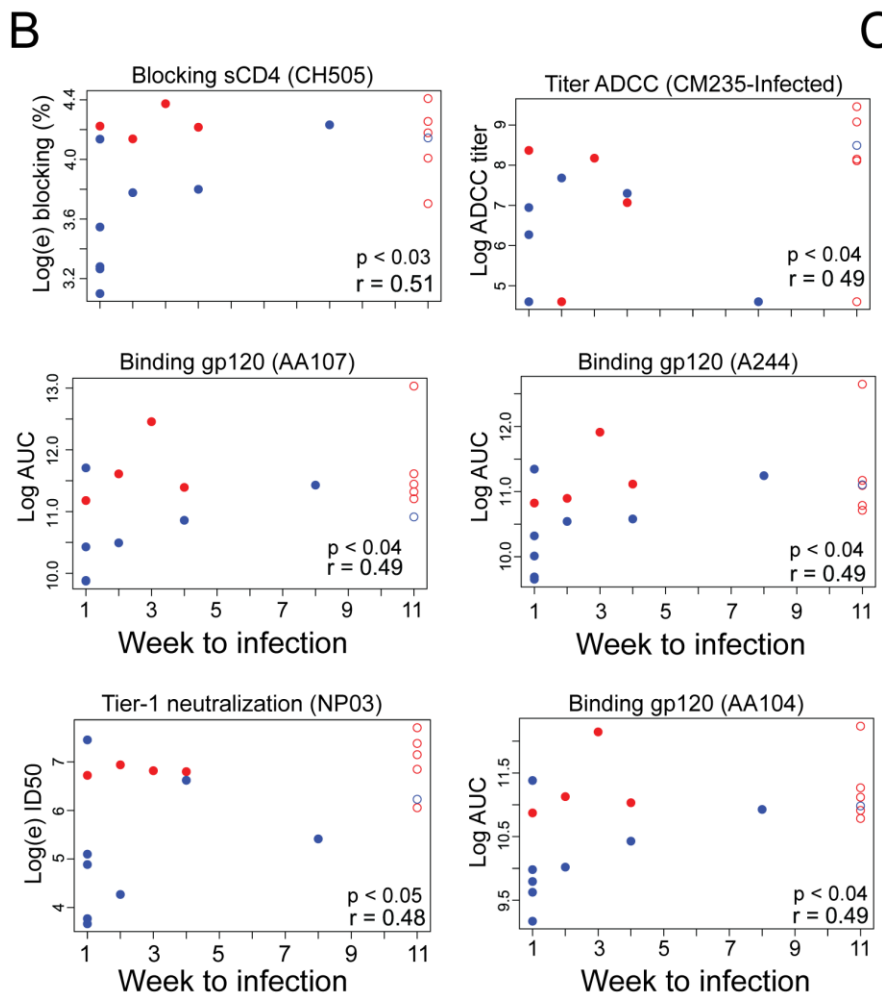 B
C
Blocking sCD4 (CH505)
Log(e) blocking (%)
4.4
4.0
3.6
3.2
p < 0.03
r = 0.51
Titer ADCC (CM235-Infected)
Log ADCC titer
9
8
7
6
5
p < 0.04
r = 0 49
Binding gp120 (AA107)
Log AUC
13.0
12.0
11.0
10.0
p < 0.04
r = 0.49
1 3 5 7 9 11
Week to infection
Binding gp120 (A244)
Log AUC
12.0
11.0
10.0
p < 0.04
r = 0.49
1 3 5 7 9 11
Week to infection
Tier-1 neutralization (NP03)
Log(e) ID50
7
6
5
4
p < 0.05
r = 0.48
1 3 5 7 9 11
Week to infection
Binding gp120 (AA104)
Log AUC
11.5
10.5
9.5
p < 0.04
r = 0.49
1 3 5 7 9 11
Week to infection